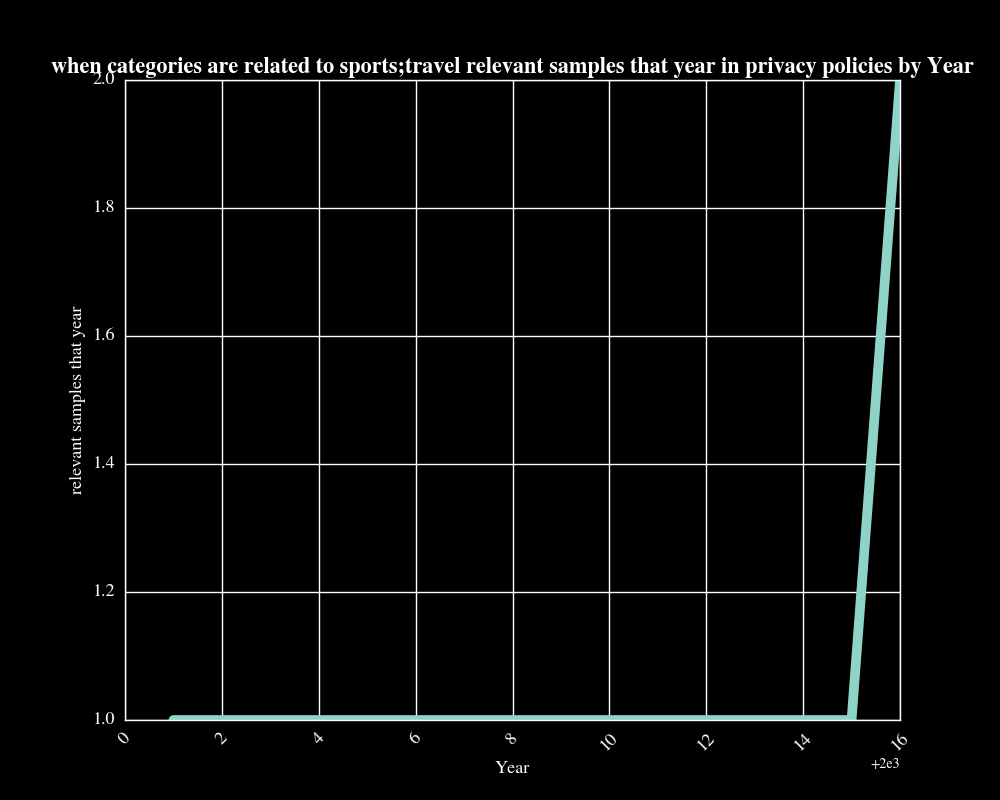 when categories are related to sports;travel relevant samples that year in privacy policies by Year
2.0
1.8
1.6
1.4
1.2
1.0
relevant samples that year
0 2 4 6 8 10 12 14 16
+2e3
Year